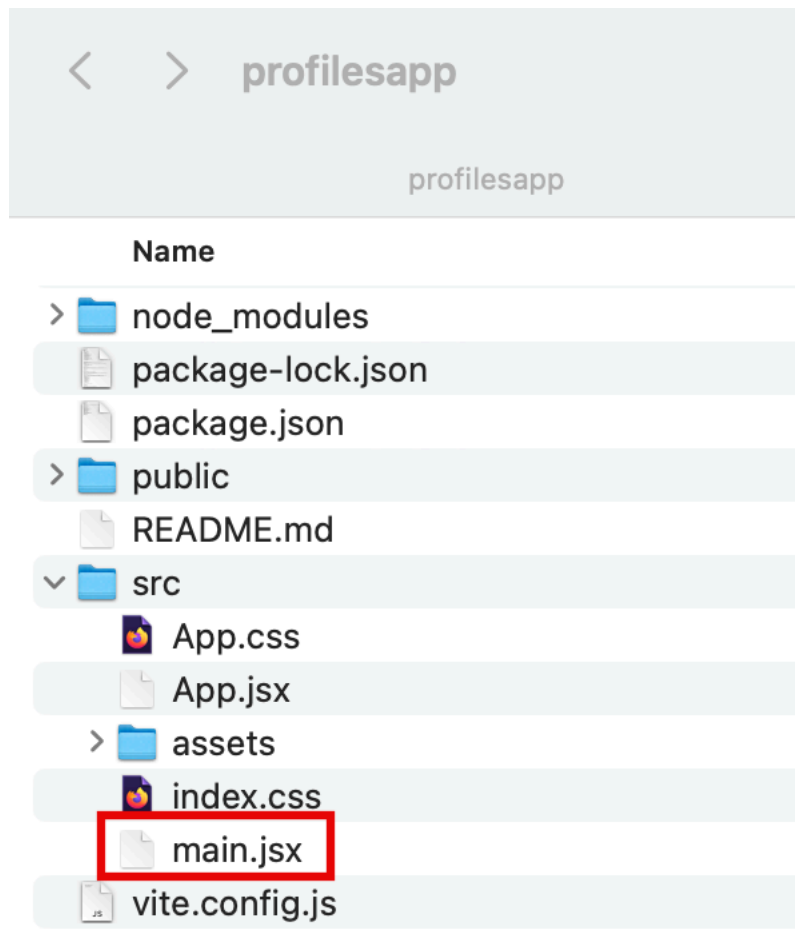 profilesapp
profilesapp
Name
node_modules
package-lock.json
package.json
public
README.md
src
App.css
App.jsx
assets
index.css
main.jsx
JS
vite.config.js